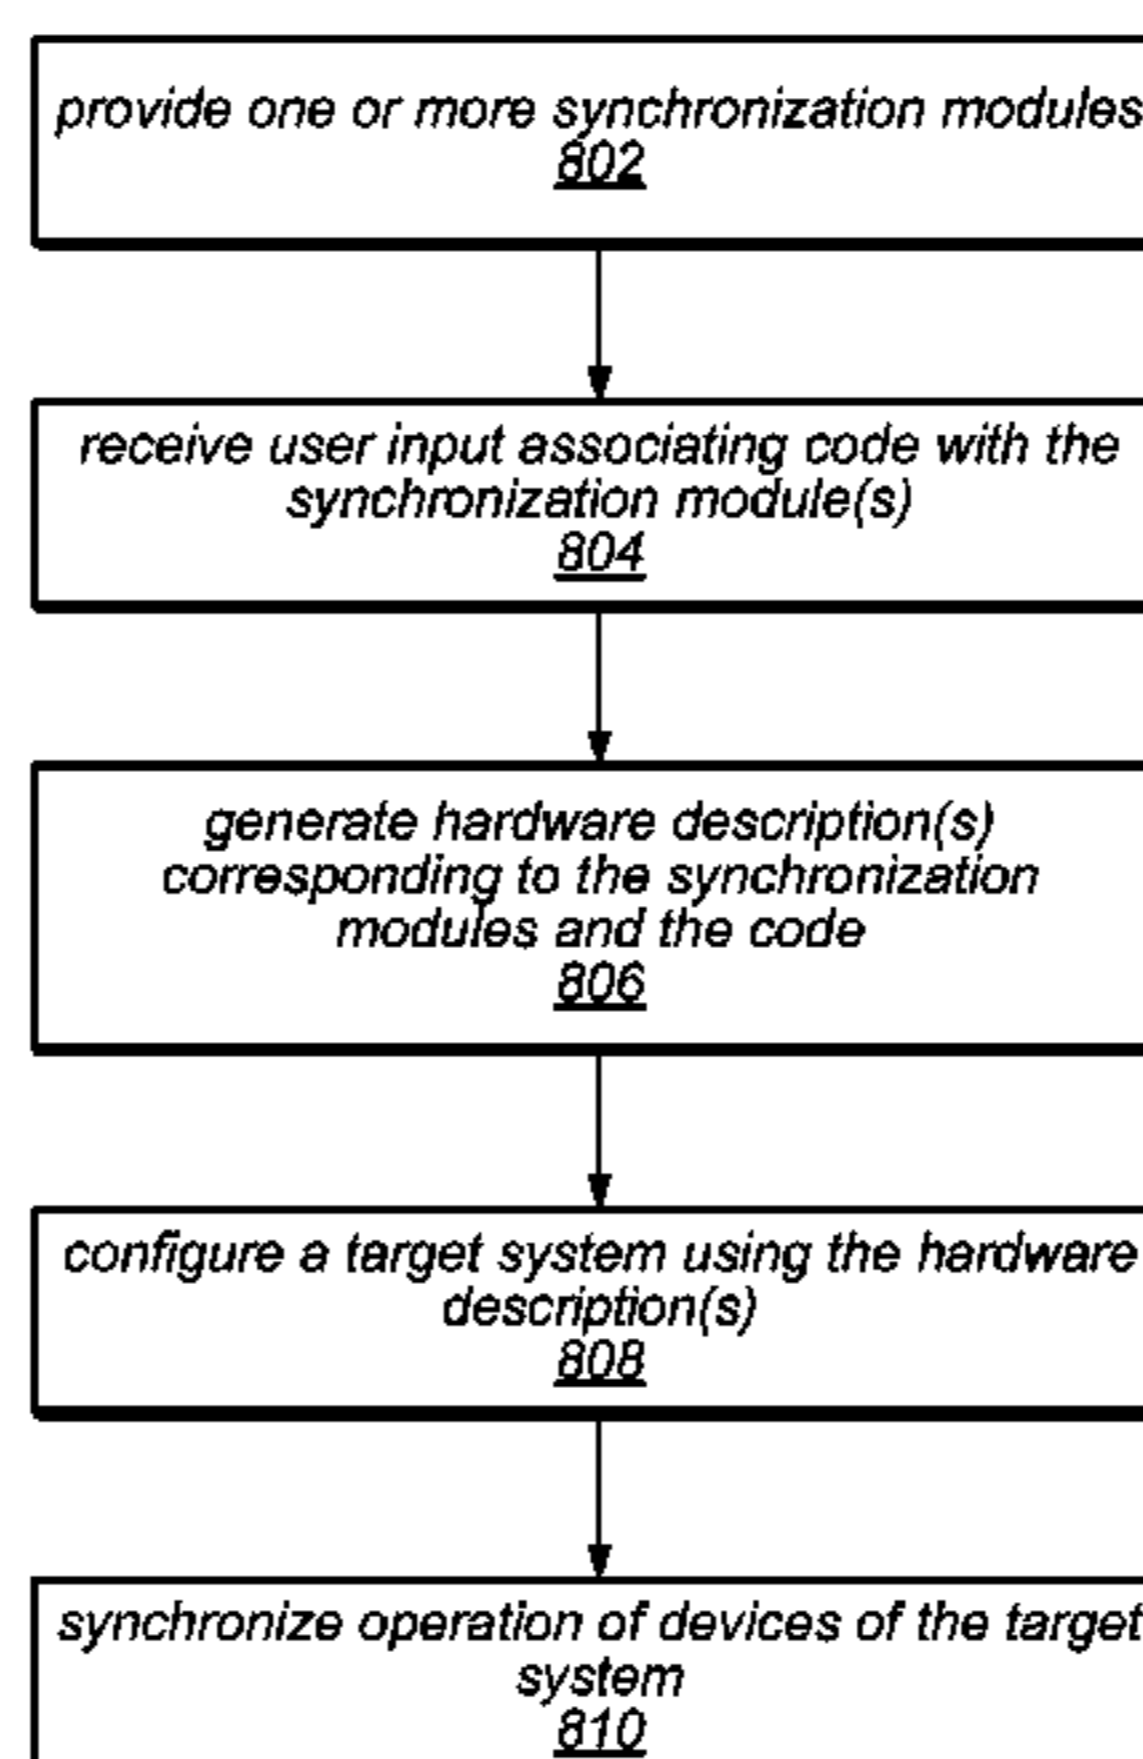 provide one or more synchronization modules
802
receive user input associating code with the
synchronization module(s)
804
generate hardware description(s)
corresponding to the synchronization
modules and the code
806
configure a target system using the hardware
description(s)
808
synchronize operation of devices of the target
system
810